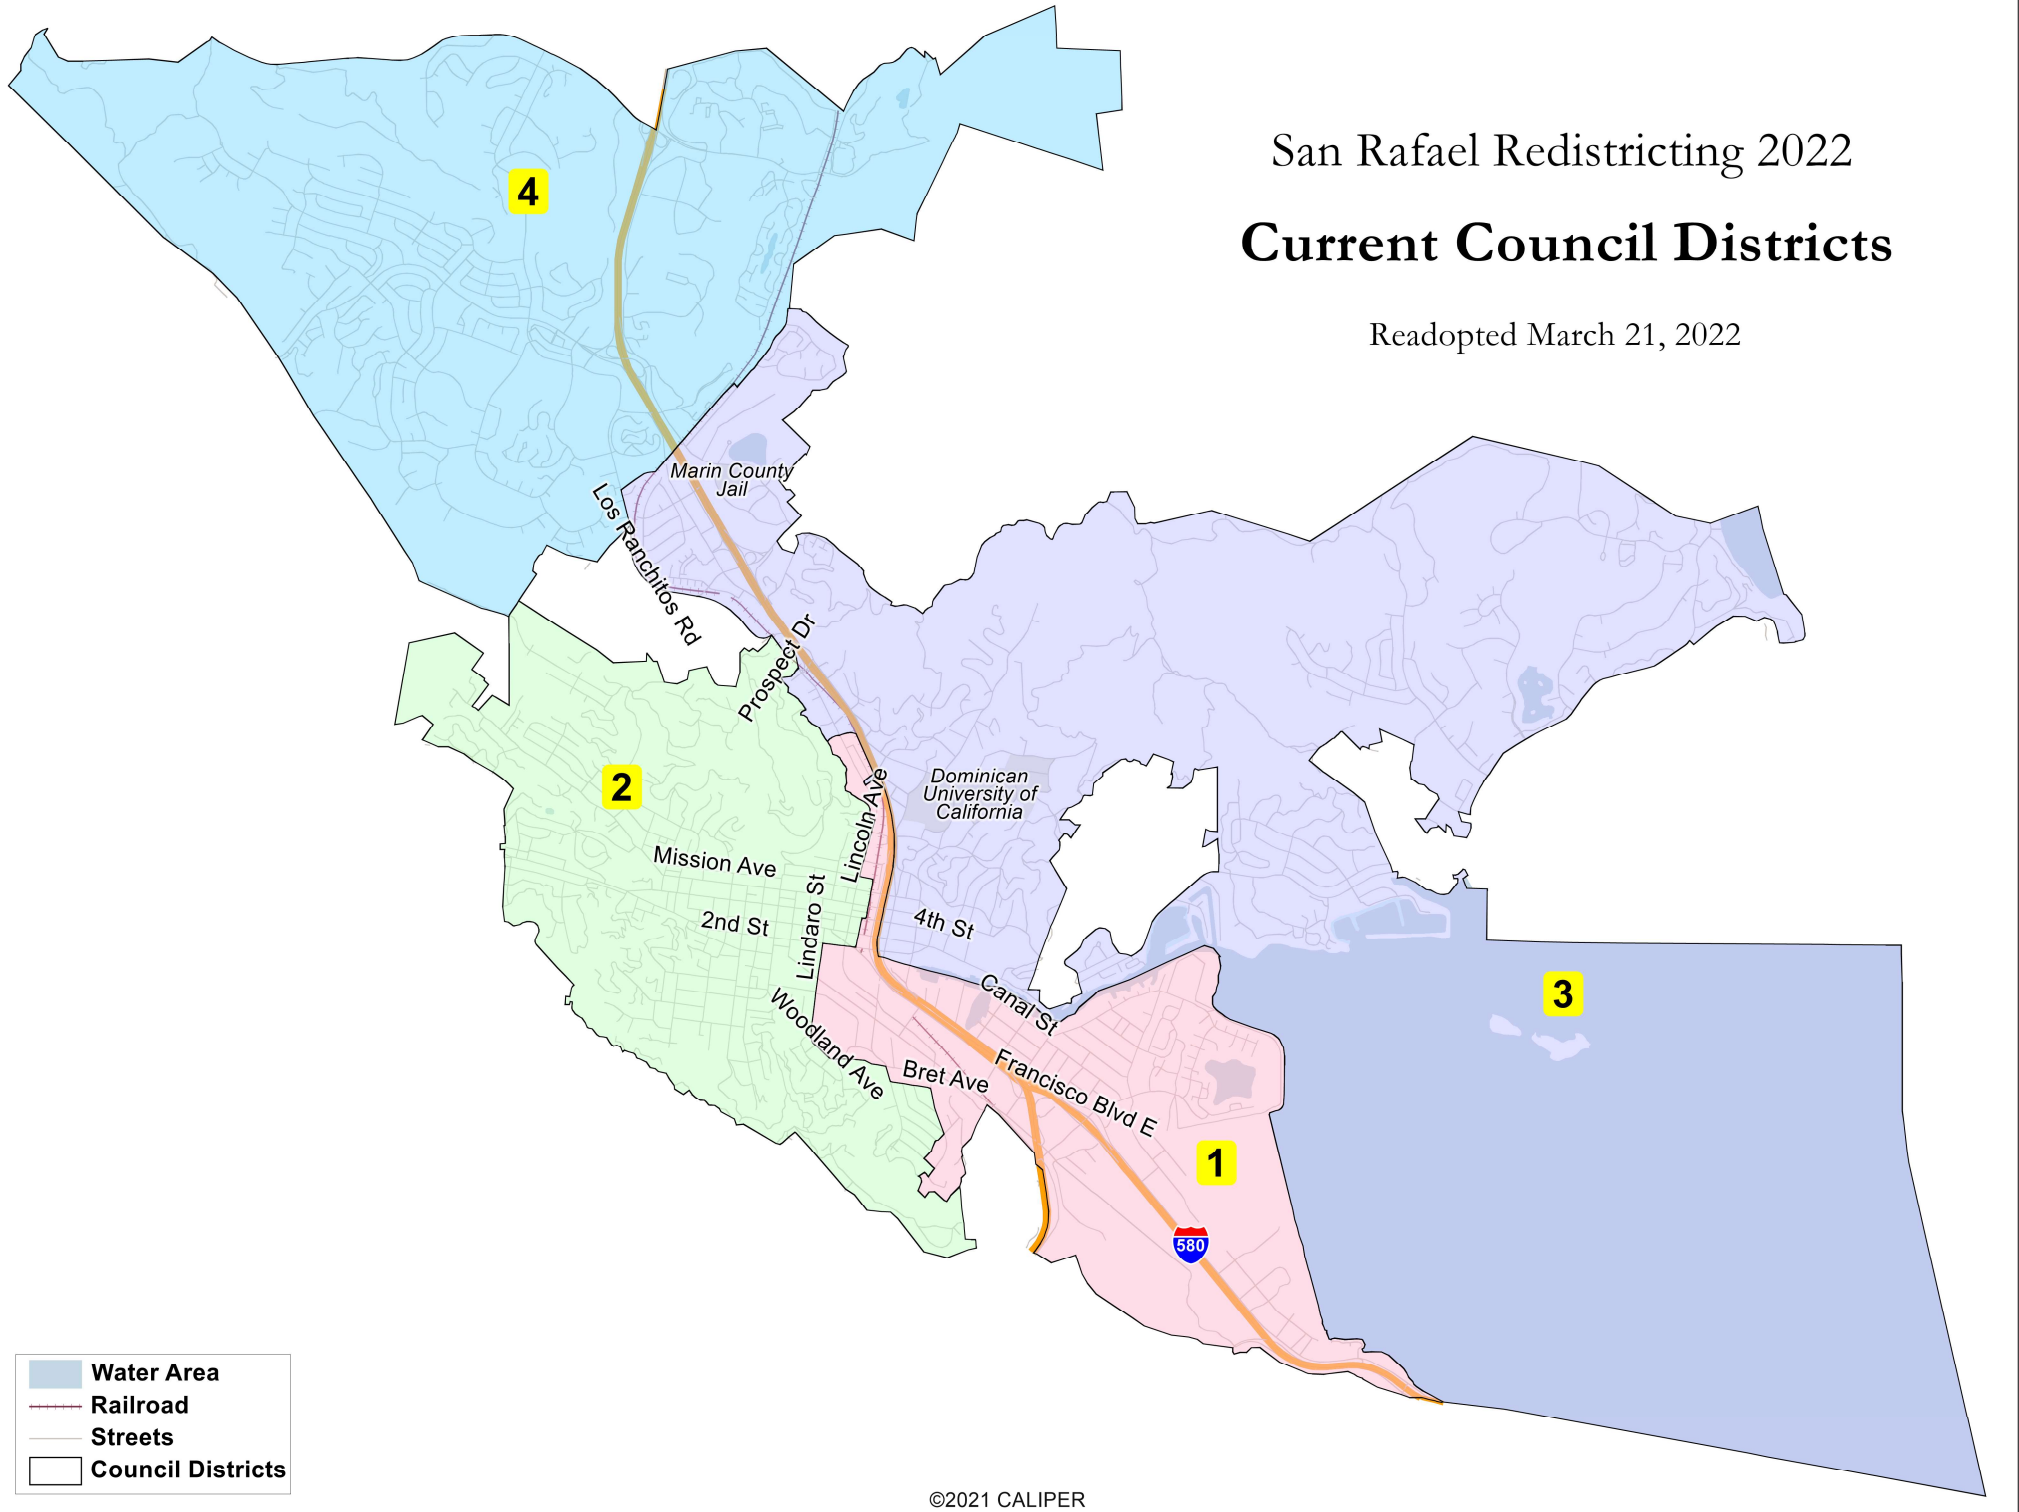 San Rafael Redistricting 2022
Current Council Districts
Readopted March 21, 2022
4
Marin County
Jail
Los Ranchitos Rd
Prospect Dr
2
Dominican
University of
California
Lincoln Ave
Mission Ave
Lindaro St
2nd St
4th St
Canal St
3
Woodland Ave
Bret Ave
Francisco Blvd E
1
580
Water Area
Railroad
Streets
Council Districts
©2021 CALIPER